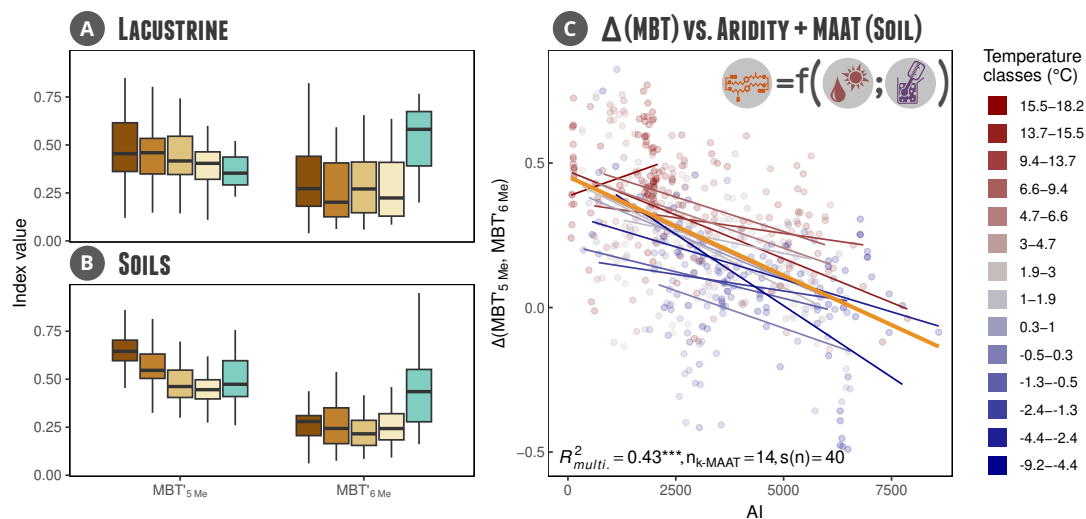 A LACUSTRINE
0.75
0.50
0.25
0.00
B SOILS
0.75
0.50
0.25
0.00
Index value
MBT'5 Me
MBT'6 Me
C Δ(MBT) VS. ARIDITY + MAAT (SOIL)
=f( ; )
Δ(MBT'5 Me, MBT'6 Me)
0.5
0.0
−0.5
R²multi. = 0.43***, nk-MAAT = 14, s(n) = 40
0
2500
5000
7500
AI
Temperature
classes (°C)
15.5−18.2
13.7−15.5
9.4−13.7
6.6−9.4
4.7−6.6
3−4.7
1.9−3
1−1.9
0.3−1
-0.5−0.3
-1.3−-0.5
-2.4−-1.3
-4.4−-2.4
-9.2−-4.4